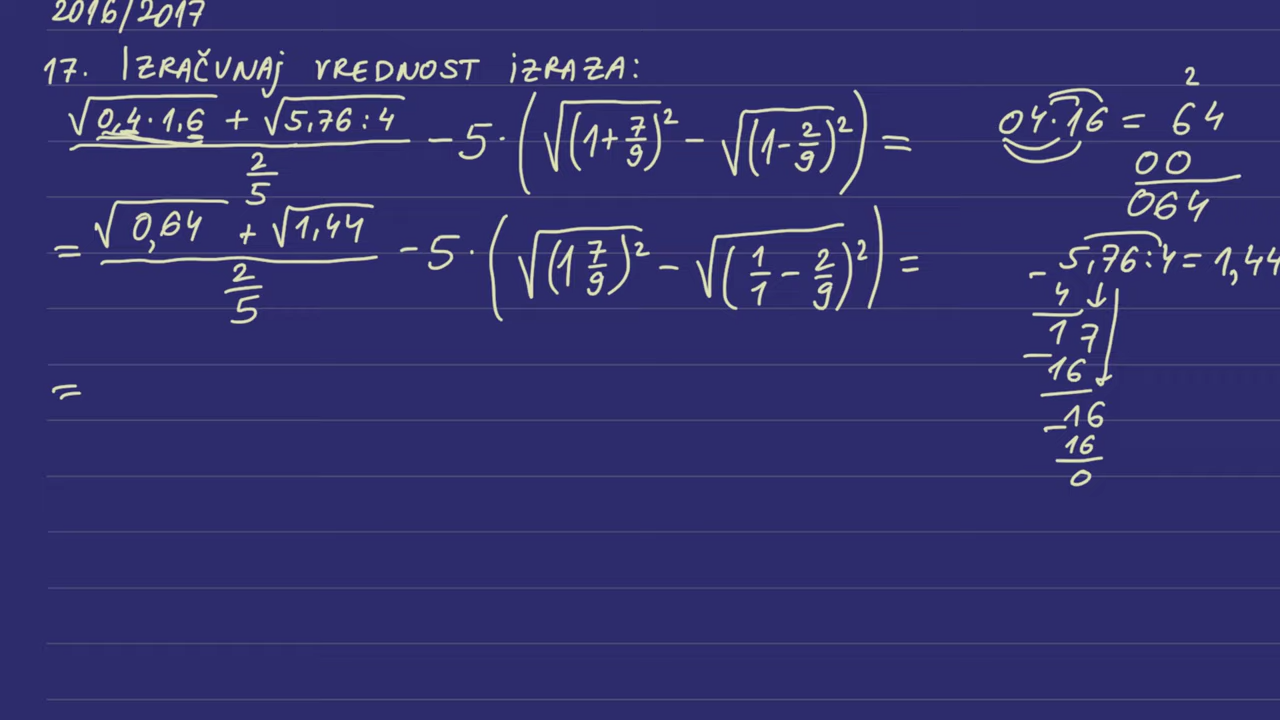 2016/2017
17. IZRAČUNAJ VREDNOST IZRAZA:
(√(0,4·1,6) + √(5,76:4)) / (2/5) − 5·(√((1+7/9)²) − √((1−2/9)²)) =
= (√(0,64) + √(1,44)) / (2/5) − 5·(√((1 7/9)²) − √((1/1 − 2/9)²)) =
=
2
04·16 = 64
00
064
−5,76:4 = 1,44
4
17
−16
16
−16
0